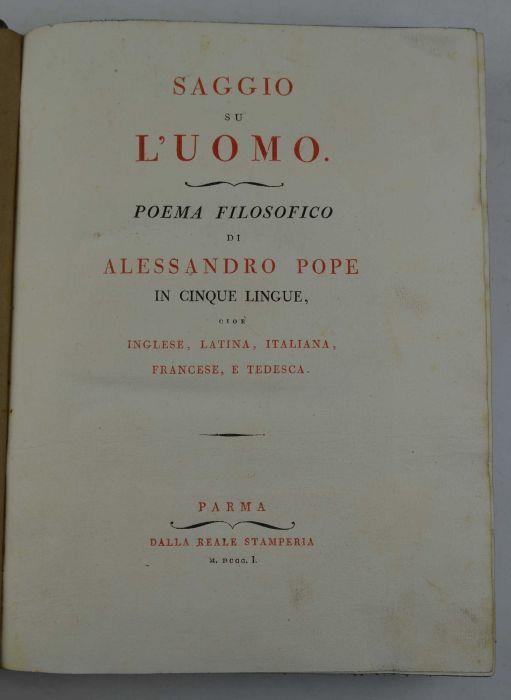 SAGGIO
SU
L'UOMO.
POEMA FILOSOFICO
DI
ALESSANDRO POPE
IN CINQUE LINGUE,
CIOÈ
INGLESE, LATINA, ITALIANA,
FRANCESE, E TEDESCA.
PARMA
DALLA REALE STAMPERIA
M. DCCC. I.